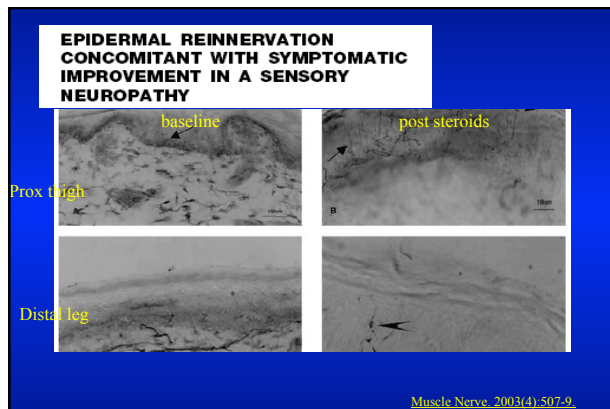 EPIDERMAL REINNERVATION
CONCOMITANT WITH SYMPTOMATIC
IMPROVEMENT IN A SENSORY
NEUROPATHY
baseline
post steroids
Prox thigh
A
B
Distal leg
Muscle Nerve. 2003(4):507-9.